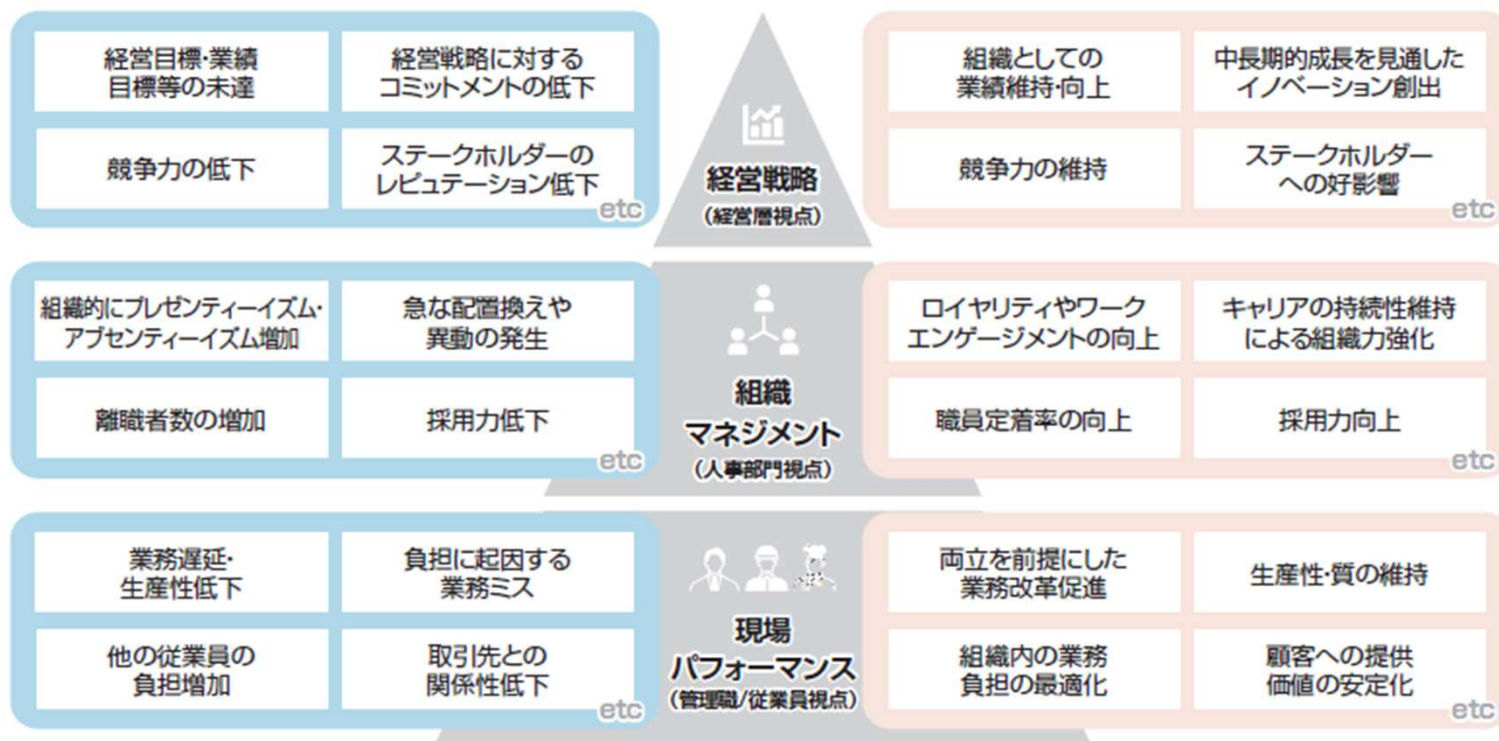 経営目標・業績
目標等の未達
経営戦略に対する
コミットメントの低下
競争力の低下
ステークホルダーの
レピュテーション低下
etc
経営戦略
（経営層視点）
組織としての
業績維持・向上
中長期的成長を見通した
イノベーション創出
競争力の維持
ステークホルダー
への好影響
etc
組織的にプレゼンティーイズム・
アブセンティーイズム増加
急な配置換えや
異動の発生
離職者数の増加
採用力低下
etc
組織
マネジメント
（人事部門視点）
ロイヤリティやワーク
エンゲージメントの向上
キャリアの持続性維持
による組織力強化
職員定着率の向上
採用力向上
etc
業務遅延・
生産性低下
負担に起因する
業務ミス
他の従業員の
負担増加
取引先との
関係性低下
etc
現場
パフォーマンス
（管理職/従業員視点）
両立を前提にした
業務改革促進
生産性・質の維持
組織内の業務
負担の最適化
顧客への提供
価値の安定化
etc